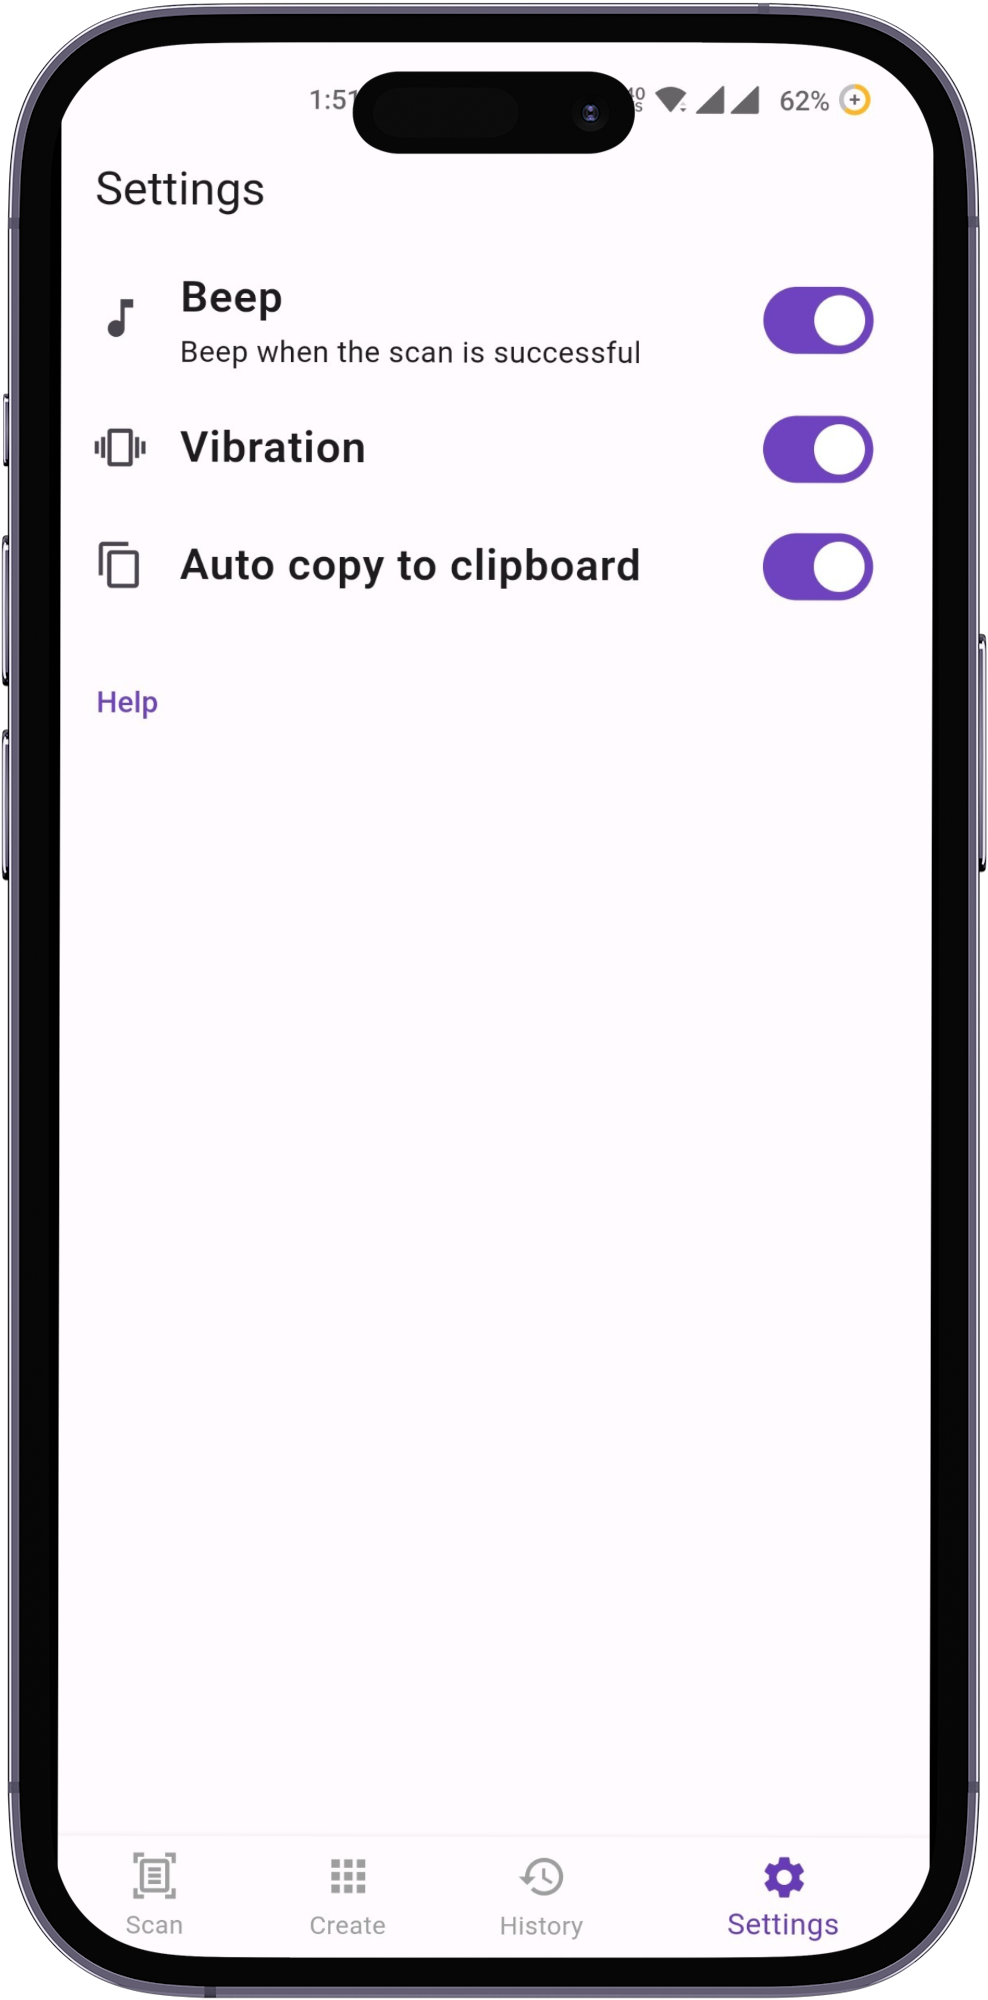 1:51
62%
Settings
Beep
Beep when the scan is successful
Vibration
Auto copy to clipboard
Help
Scan
Create
History
Settings